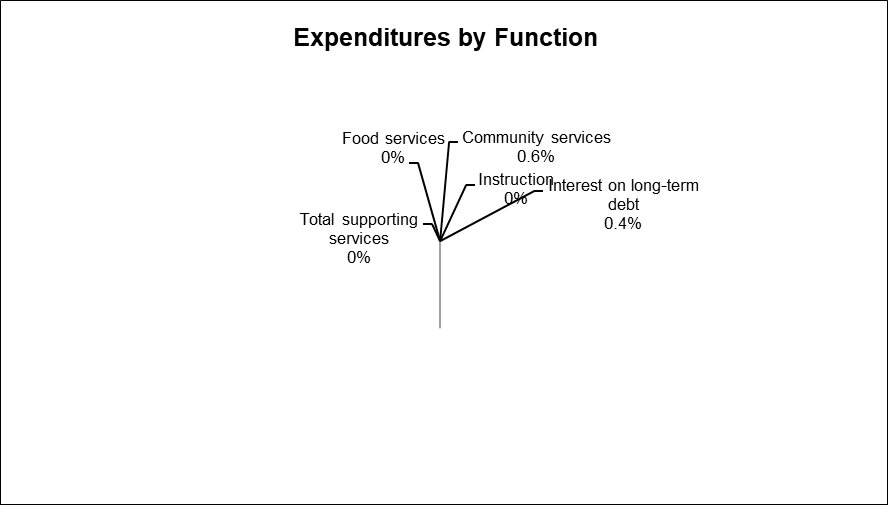 Expenditures by Function
Food services
0%
Community services
0.6%
Instruction
0%
Interest on long-term
debt
0.4%
Total supporting
services
0%